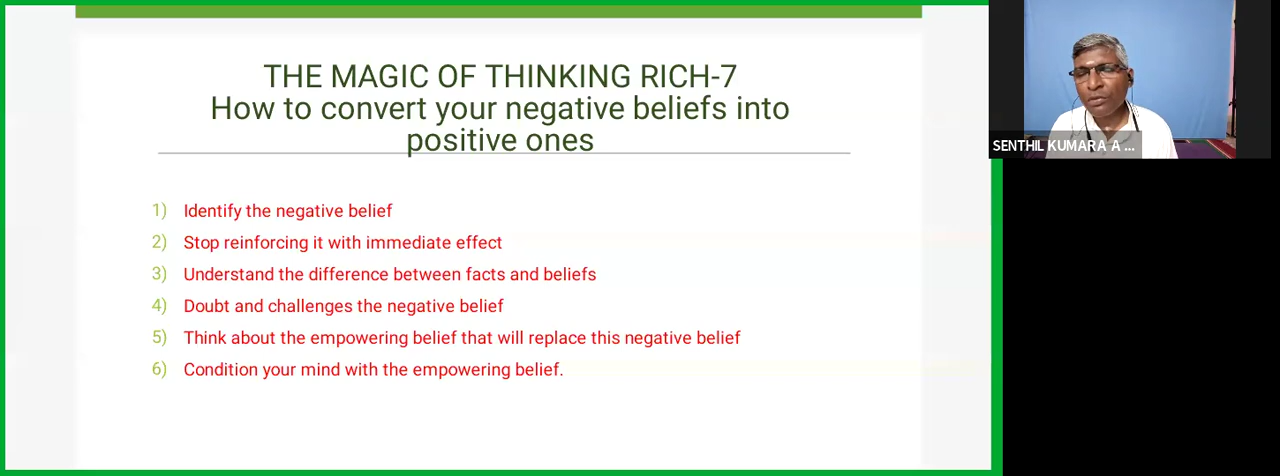 THE MAGIC OF THINKING RICH-7
How to convert your negative beliefs into
positive ones
1) Identify the negative belief
2) Stop reinforcing it with immediate effect
3) Understand the difference between facts and beliefs
4) Doubt and challenges the negative belief
5) Think about the empowering belief that will replace this negative belief
6) Condition your mind with the empowering belief.
SENTHIL KUMARA A ...